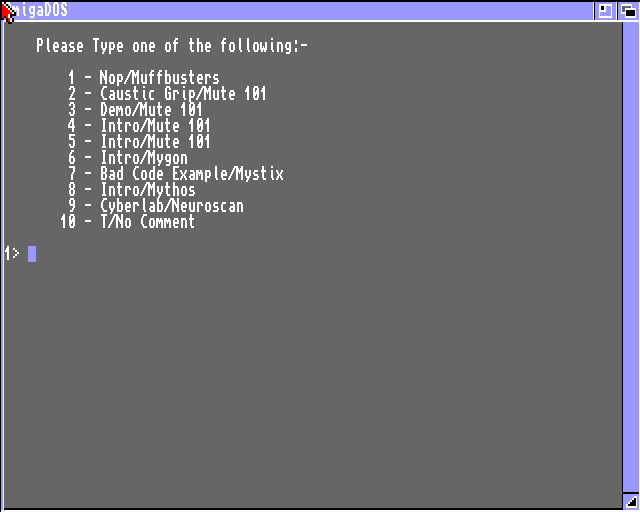 migaDOS
Please Type one of the following:-
1 - Nop/Muffbusters
2 - Caustic Grip/Mute 101
3 - Demo/Mute 101
4 - Intro/Mute 101
5 - Intro/Mute 101
6 - Intro/Mygon
7 - Bad Code Example/Mystix
8 - Intro/Mythos
9 - Cyberlab/Neuroscan
10 - T/No Comment
1>